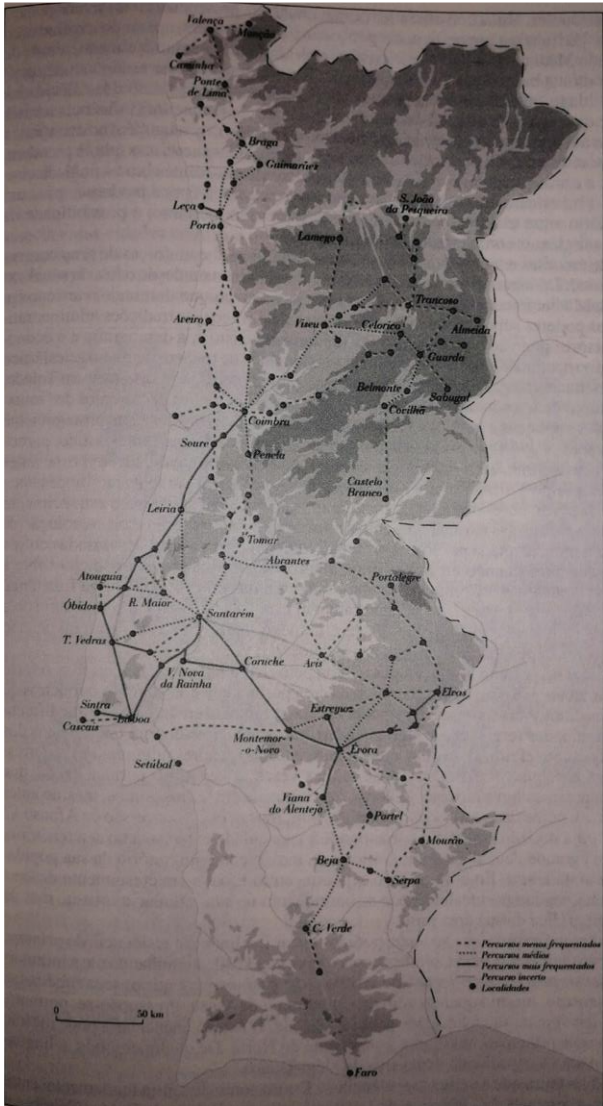 Valença
Monção
Caminha
Ponte
de Lima
Braga
Guimarães
Leça
Porto
S. João
da Pesqueira
Lamego
Aveiro
Viseu
Celorico
Trancoso
Almeida
Guarda
Belmonte
Sabugal
Covilhã
Coimbra
Soure
Penela
Castelo
Branco
Leiria
Tomar
Abrantes
Portalegre
Atouguia
Óbidos
R. Maior
Santarém
T. Vedras
V. Nova
da Rainha
Coruche
Avis
Sintra
Cascais
Lisboa
Estremoz
Elvas
Montemor-
-o-Novo
Évora
Setúbal
Viana
do Alentejo
Portel
Mourão
Beja
Serpa
C. Verde
Percursos menos frequentados
Percursos médios
Percursos mais frequentados
Percurso incerto
Localidades
0 50 km
Faro